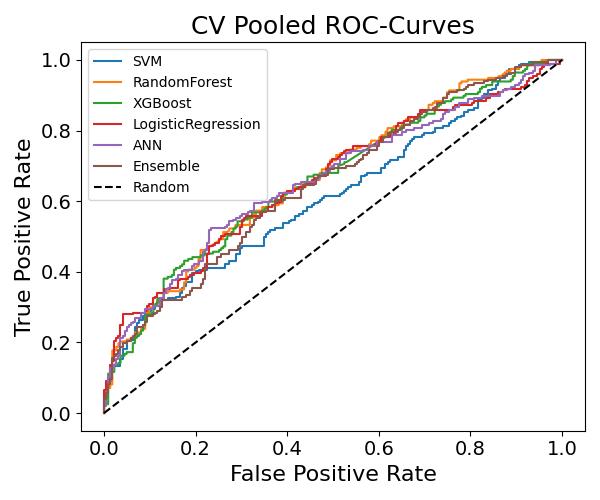 CV Pooled ROC-Curves
True Positive Rate
1.0
0.8
0.6
0.4
0.2
0.0
SVM
RandomForest
XGBoost
LogisticRegression
ANN
Ensemble
Random
0.0 0.2 0.4 0.6 0.8 1.0
False Positive Rate